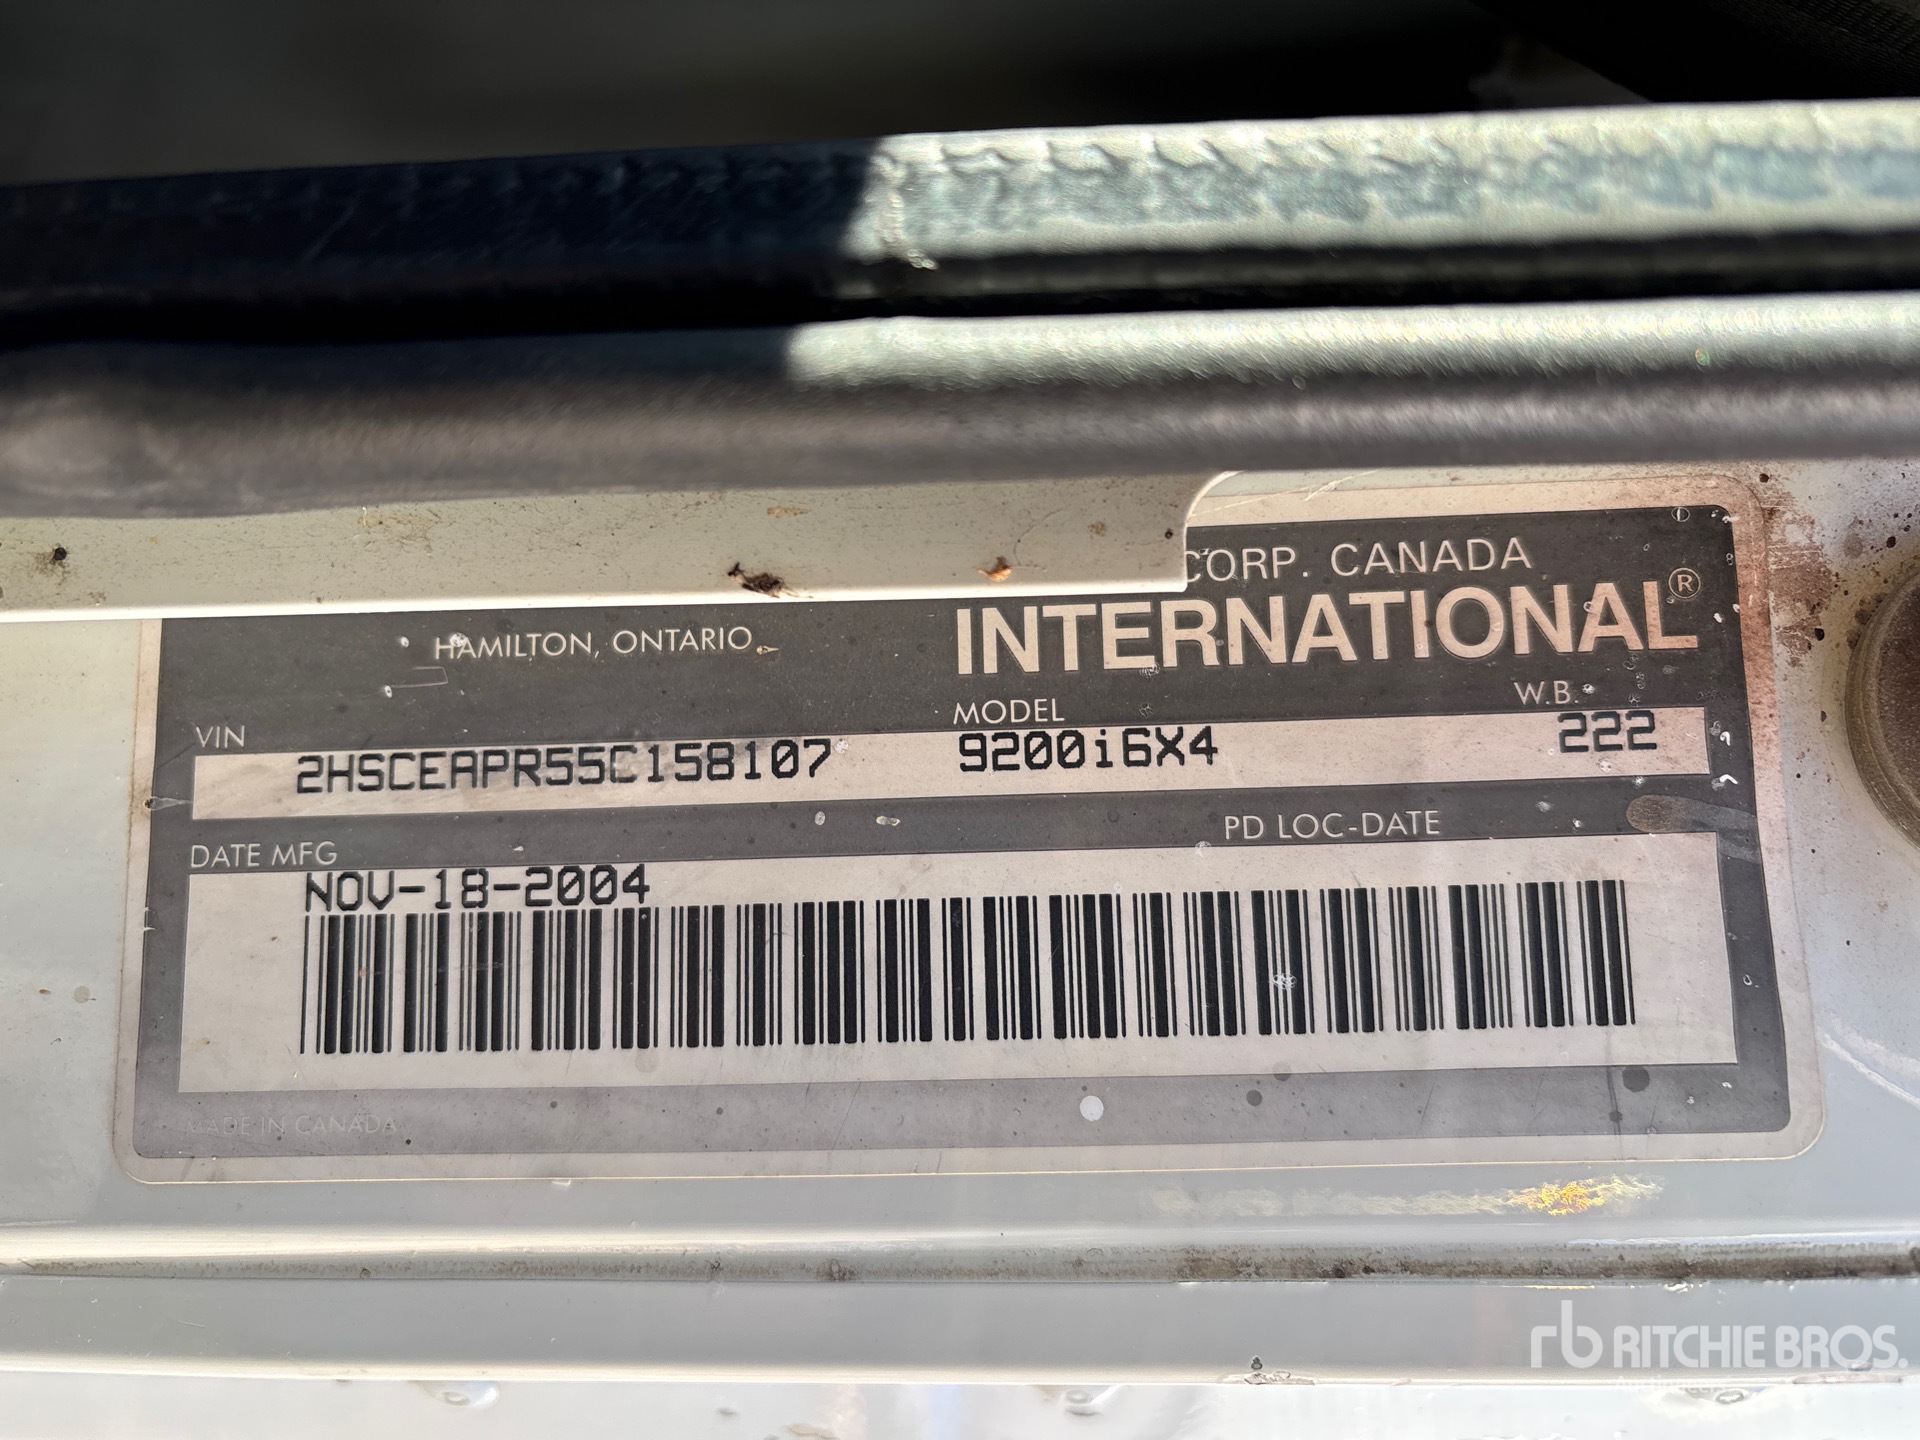 CORP. CANADA
HAMILTON, ONTARIO
INTERNATIONAL®
VIN
MODEL
W.B.
2HSCEAPR55C158107
9200i6X4
222
DATE MFG
PD LOC-DATE
NOV-18-2004
MADE IN CANADA
rb RITCHIE BROS.